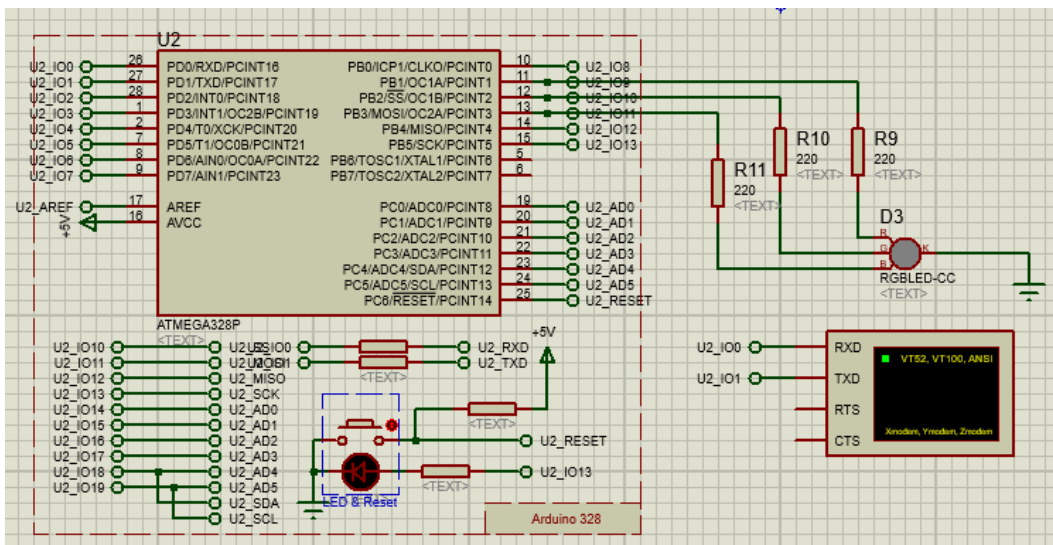 U2
U2_IO0 26 PD0/RXD/PCINT16 PB0/ICP1/CLKO/PCINT0 10 U2_IO8
U2_IO1 27 PD1/TXD/PCINT17 PB1/OC1A/PCINT1 11 U2_IO9
U2_IO2 28 PD2/INT0/PCINT18 PB2/SS/OC1B/PCINT2 12 U2_IO10
U2_IO3 1 PD3/INT1/OC2B/PCINT19 PB3/MOSI/OC2A/PCINT3 13 U2_IO11
U2_IO4 2 PD4/T0/XCK/PCINT20 PB4/MISO/PCINT4 14 U2_IO12
U2_IO5 7 PD5/T1/OC0B/PCINT21 PB5/SCK/PCINT5 15 U2_IO13
U2_IO6 8 PD6/AIN0/OC0A/PCINT22 PB6/TOSC1/XTAL1/PCINT6 5
U2_IO7 9 PD7/AIN1/PCINT23 PB7/TOSC2/XTAL2/PCINT7 6
U2_AREF 17 AREF PC0/ADC0/PCINT8 19 U2_AD0
+5V 16 AVCC PC1/ADC1/PCINT9 20 U2_AD1
PC2/ADC2/PCINT10 21 U2_AD2
PC3/ADC3/PCINT11 22 U2_AD3
PC4/ADC4/SDA/PCINT12 23 U2_AD4
PC5/ADC5/SCL/PCINT13 24 U2_AD5
PC6/RESET/PCINT14 25 U2_RESET
ATMEGA328P
<TEXT>
R11
220
<TEXT>
R10
220
<TEXT>
R9
220
<TEXT>
D3
R
G
B
K
RGBLED-CC
<TEXT>
U2_IO10
U2_IO11
U2_IO12 U2_MISO
U2_IO13 U2_SCK
U2_IO14 U2_AD0
U2_IO15 U2_AD1
U2_IO16 U2_AD2
U2_IO17 U2_AD3
U2_IO18 U2_AD4
U2_IO19 U2_AD5
U2_SDA
U2_SCL
U2_RXD
U2_TXD
<TEXT>
+5V
<TEXT>
U2_RESET
U2_IO13
<TEXT>
LED & Reset
Arduino 328
U2_IO0 RXD
U2_IO1 TXD
RTS
CTS
VT52, VT100, ANSI
Xmodem, Ymodem, Zmodem